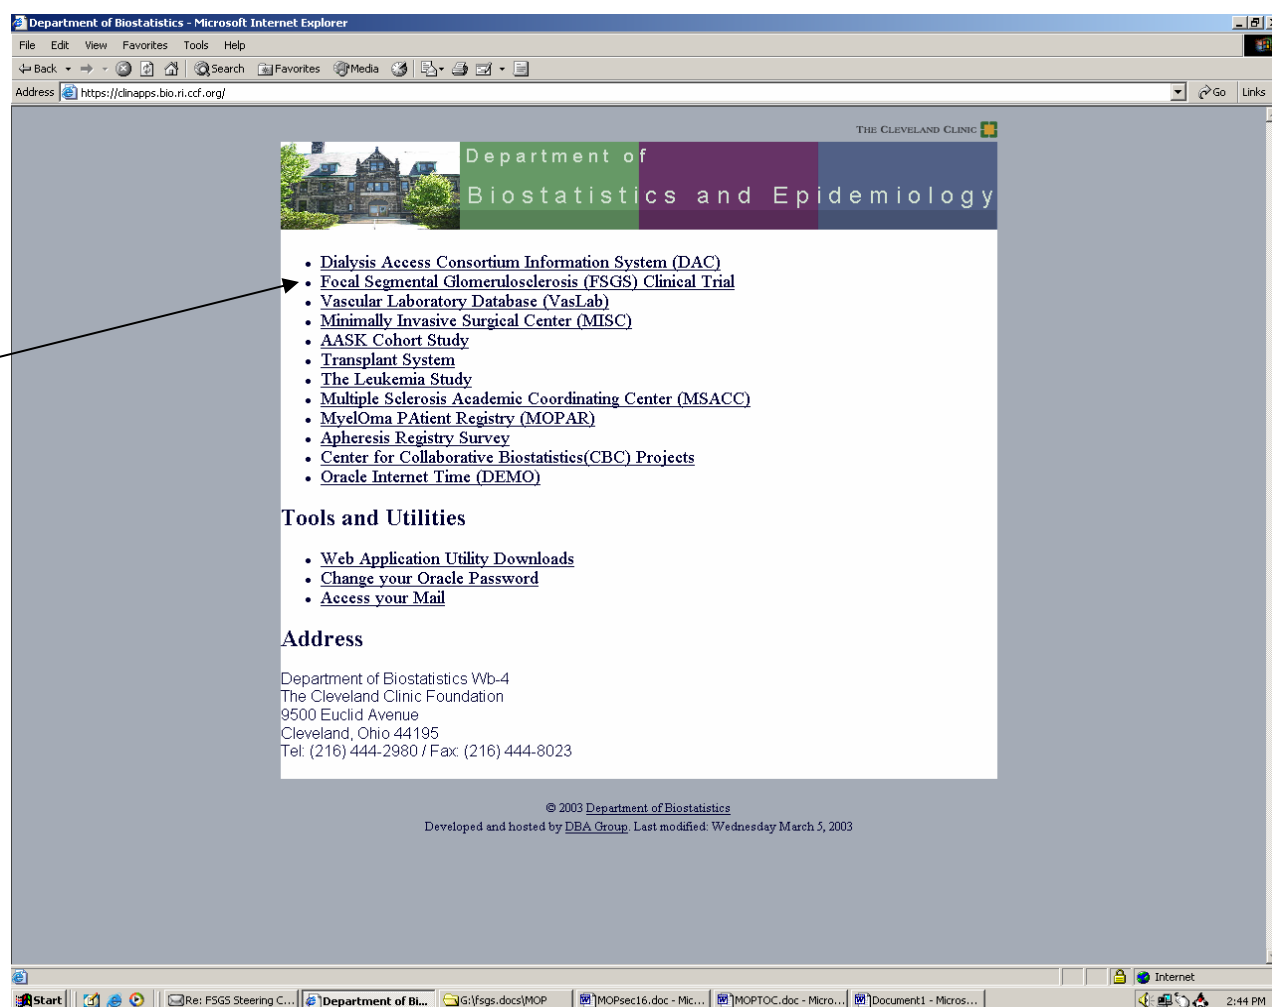 Department of Biostatistics - Microsoft Internet Explorer
File Edit View Favorites Tools Help
Back Search Favorites Media
Address https://clinapps.bio.ri.ccf.org/ Go Links
THE CLEVELAND CLINIC
Department of
Biostatistics and Epidemiology
Dialysis Access Consortium Information System (DAC)
Focal Segmental Glomerulosclerosis (FSGS) Clinical Trial
Vascular Laboratory Database (VasLab)
Minimally Invasive Surgical Center (MISC)
AASK Cohort Study
Transplant System
The Leukemia Study
Multiple Sclerosis Academic Coordinating Center (MSACC)
MyelOma PAtient Registry (MOPAR)
Apheresis Registry Survey
Center for Collaborative Biostatistics(CBC) Projects
Oracle Internet Time (DEMO)
Tools and Utilities
Web Application Utility Downloads
Change your Oracle Password
Access your Mail
Address
Department of Biostatistics Wb-4
The Cleveland Clinic Foundation
9500 Euclid Avenue
Cleveland, Ohio 44195
Tel: (216) 444-2980 / Fax: (216) 444-8023
© 2003 Department of Biostatistics
Developed and hosted by DBA Group. Last modified: Wednesday March 5, 2003
Internet
Start Re: FSGS Steering C... Department of Bi... G:\fsgs.docs\MOP MOPsec16.doc - Mic... MOPTOC.doc - Micro... Document1 - Micros... 2:44 PM